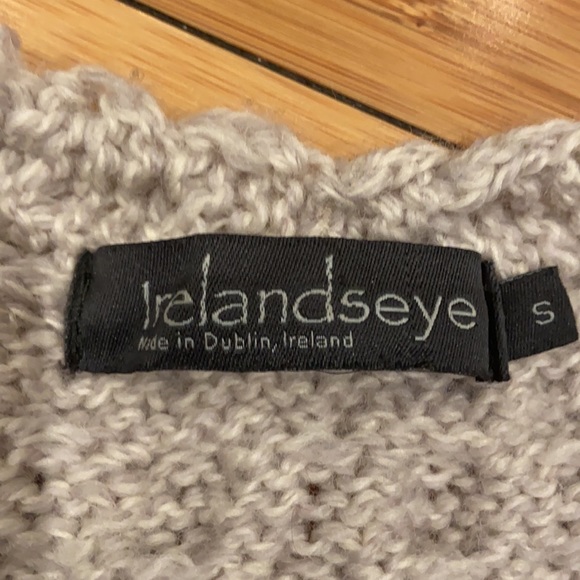 Irelandseye
Made in Dublin, Ireland
S